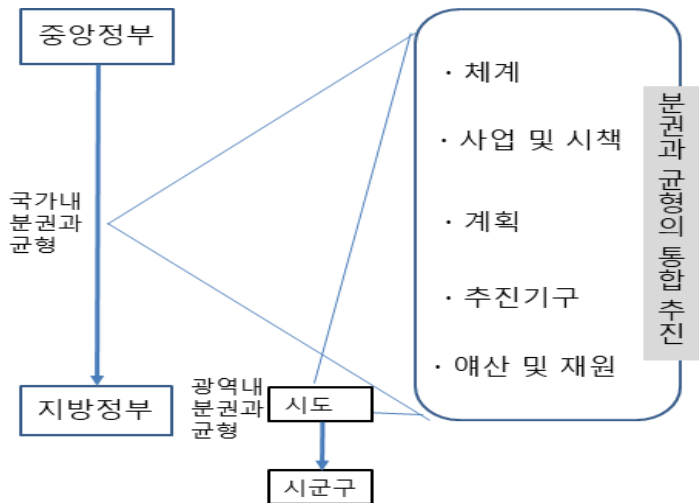 중앙정부
국가내
분권과
균형
지방정부
광역내
분권과
균형
시도
시군구
· 체계
· 사업 및 시책
· 계획
· 추진기구
· 얘산 및 재원
분권과 균형의 통합 추진